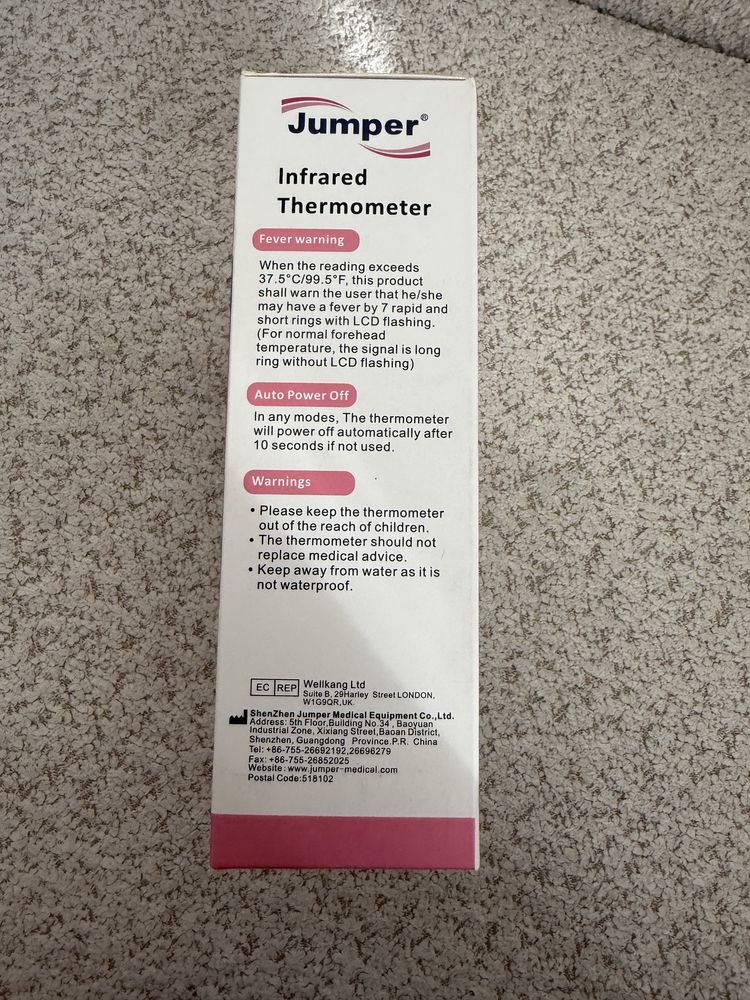 Jumper®
Infrared
Thermometer
Fever warning
When the reading exceeds
37.5°C/99.5°F, this product
shall warn the user that he/she
may have a fever by 7 rapid and
short rings with LCD flashing.
(For normal forehead
temperature, the signal is long
ring without LCD flashing)
Auto Power Off
In any modes, The thermometer
will power off automatically after
10 seconds if not used.
Warnings
• Please keep the thermometer
out of the reach of children.
• The thermometer should not
replace medical advice.
• Keep away from water as it is
not waterproof.
EC REP Wellkang Ltd
Suite B, 29Harley Street LONDON,
W1G9QR,UK.
ShenZhen Jumper Medical Equipment Co.,Ltd.
Address: 5th Floor,Building No.34 , Baoyuan
Industrial Zone, Xixiang Street,Baoan District,
Shenzhen, Guangdong Province.P.R. China
Tel: +86-755-26692192,26696279
Fax: +86-755-26852025
Website: www.jumper-medical.com
Postal Code:518102